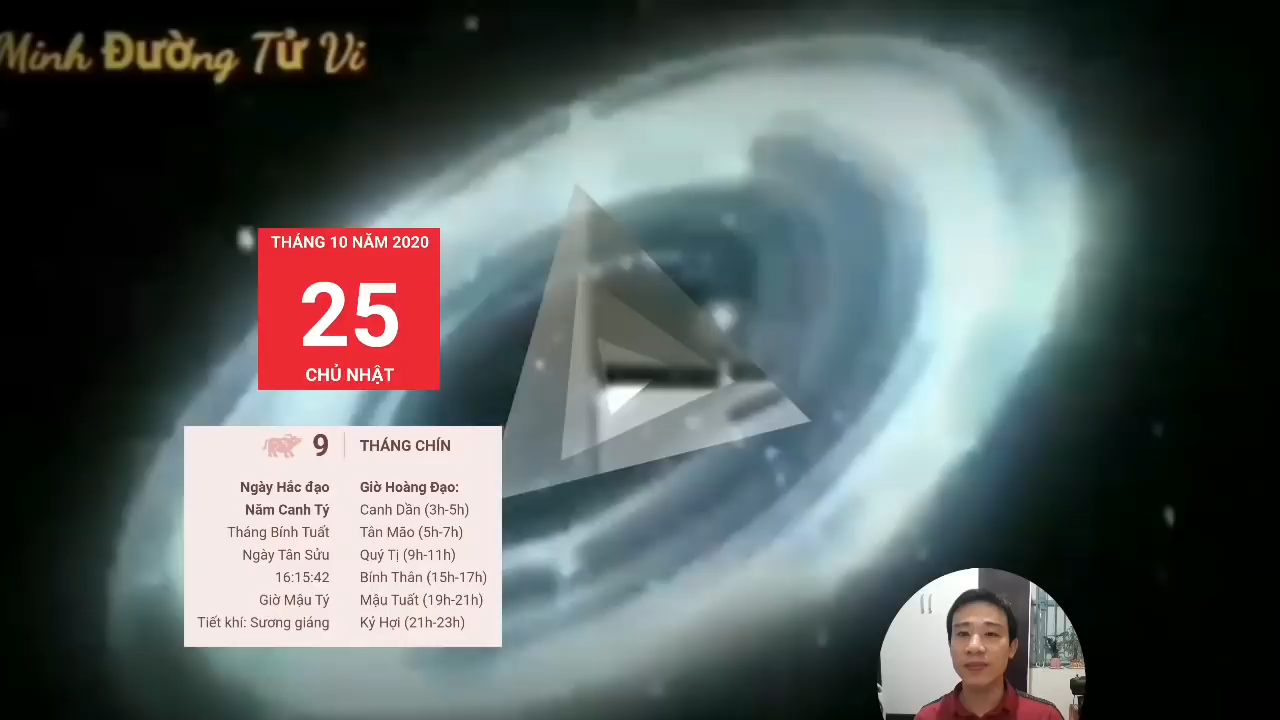 Minh Đường Tử Vi
THÁNG 10 NĂM 2020
25
CHỦ NHẬT
9 THÁNG CHÍN
Ngày Hắc đạo
Năm Canh Tý
Tháng Bính Tuất
Ngày Tân Sửu
16:15:42
Giờ Mậu Tý
Tiết khí: Sương giáng
Giờ Hoàng Đạo:
Canh Dần (3h-5h)
Tân Mão (5h-7h)
Quý Tị (9h-11h)
Bính Thân (15h-17h)
Mậu Tuất (19h-21h)
Kỷ Hợi (21h-23h)